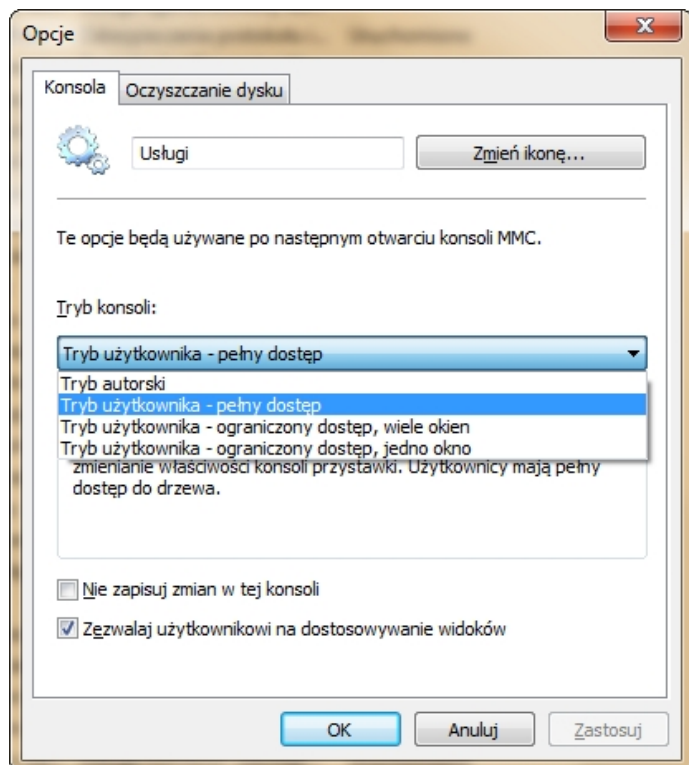 Opcje
Konsola
Oczyszczanie dysku
Usługi
Zmień ikonę...
Te opcje będą używane po następnym otwarciu konsoli MMC.
Tryb konsoli:
Tryb użytkownika - pełny dostęp
Tryb autorski
Tryb użytkownika - pełny dostęp
Tryb użytkownika - ograniczony dostęp, wiele okien
Tryb użytkownika - ograniczony dostęp, jedno okno
zmienianie właściwości konsoli przystawki. Użytkownicy mają pełny
dostęp do drzewa.
Nie zapisuj zmian w tej konsoli
Zezwalaj użytkownikowi na dostosowywanie widoków
OK
Anuluj
Zastosuj